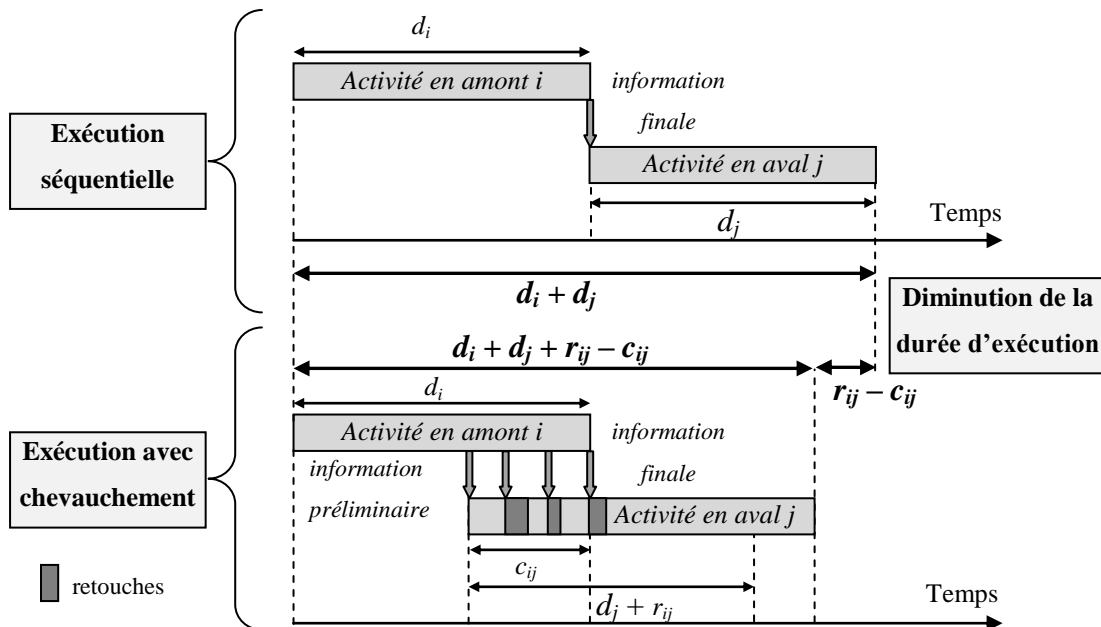 d_i
Activité en amont i
information
finale
Exécution
séquentielle
Activité en aval j
d_j
Temps
d_i + d_j
Diminution de la
durée d'exécution
d_i + d_j + r_ij – c_ij
r_ij – c_ij
d_i
Activité en amont i
information
finale
Exécution avec
chevauchement
information
préliminaire
Activité en aval j
c_ij
retouches
d_j + r_ij
Temps